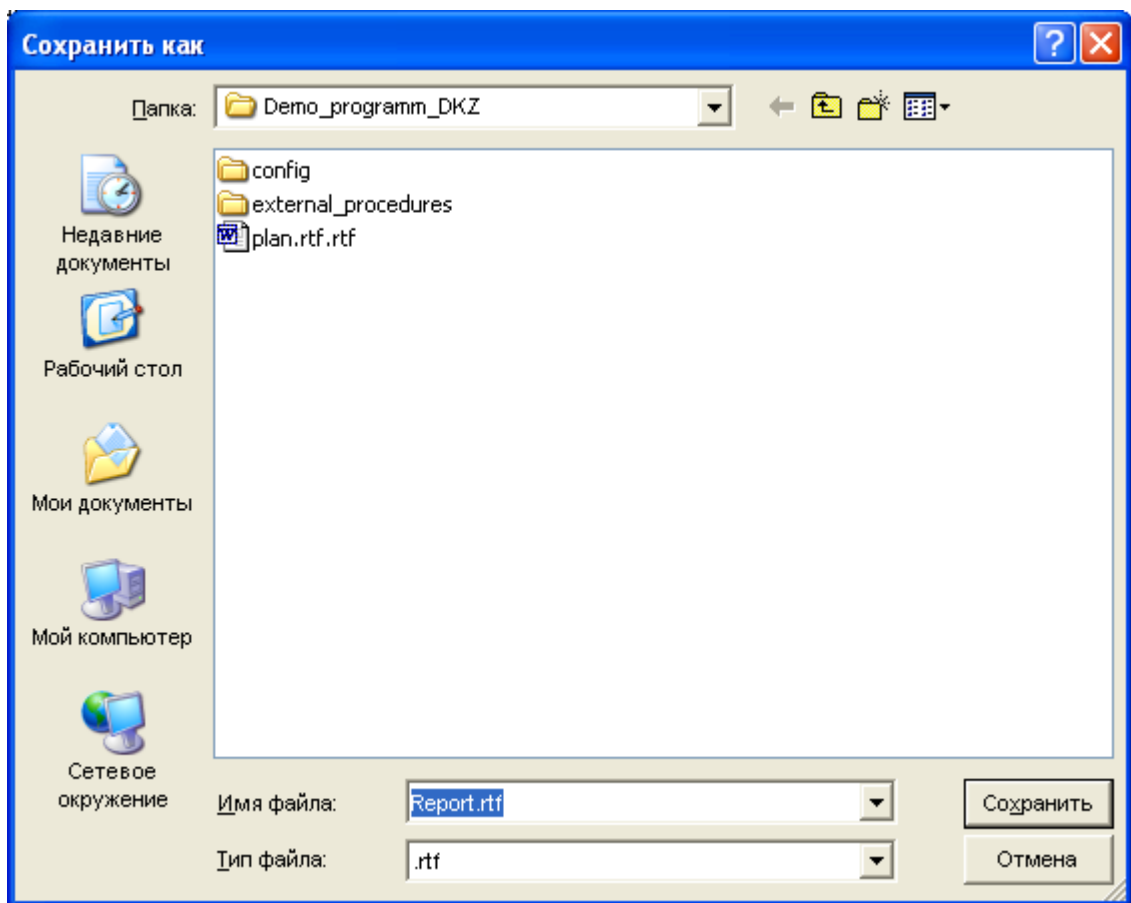 Сохранить как
Папка:
Demo_programm_DKZ
config
external_procedures
plan.rtf.rtf
Недавние
документы
Рабочий стол
Мои документы
Мой компьютер
Сетевое
окружение
Имя файла:
Report.rtf
Сохранить
Тип файла:
.rtf
Отмена